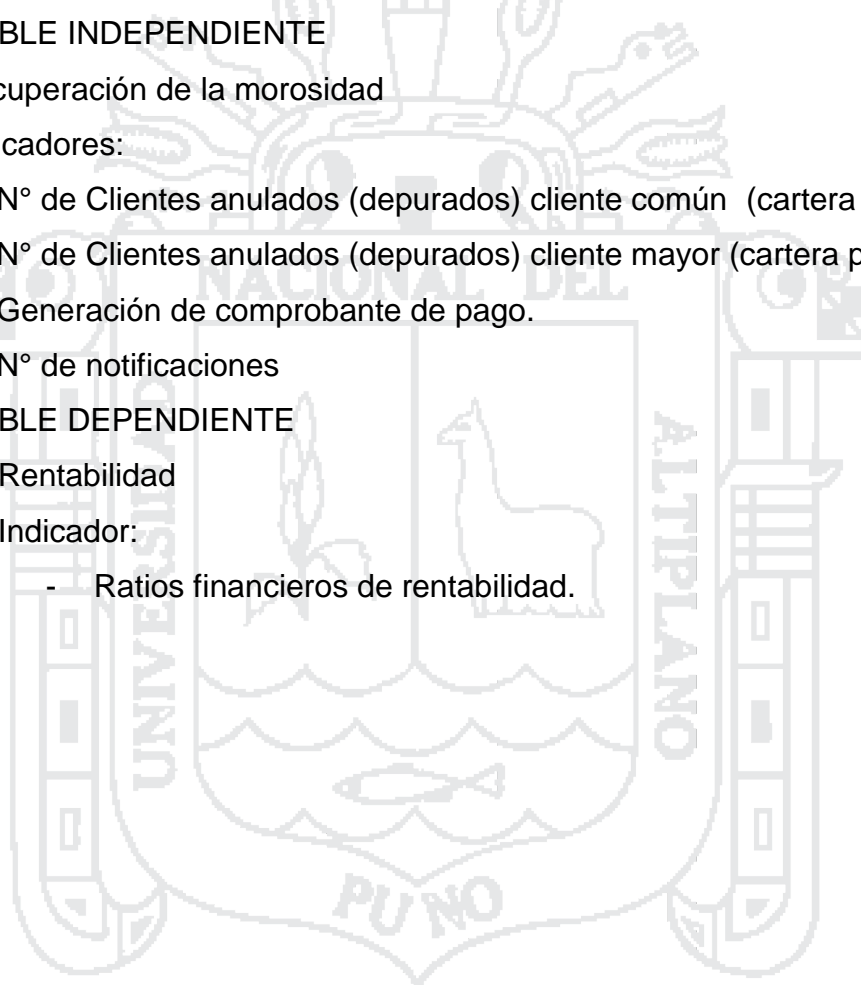 BLE INDEPENDIENTE
cuperación de la morosidad
cadores:
N° de Clientes anulados (depurados) cliente común (cartera
N° de Clientes anulados (depurados) cliente mayor (cartera p
Generación de comprobante de pago.
N° de notificaciones
BLE DEPENDIENTE
Rentabilidad
Indicador:
- Ratios financieros de rentabilidad.
NACIONAL DEL
UNIVERSIDAD
ALTIPLANO
PUNO